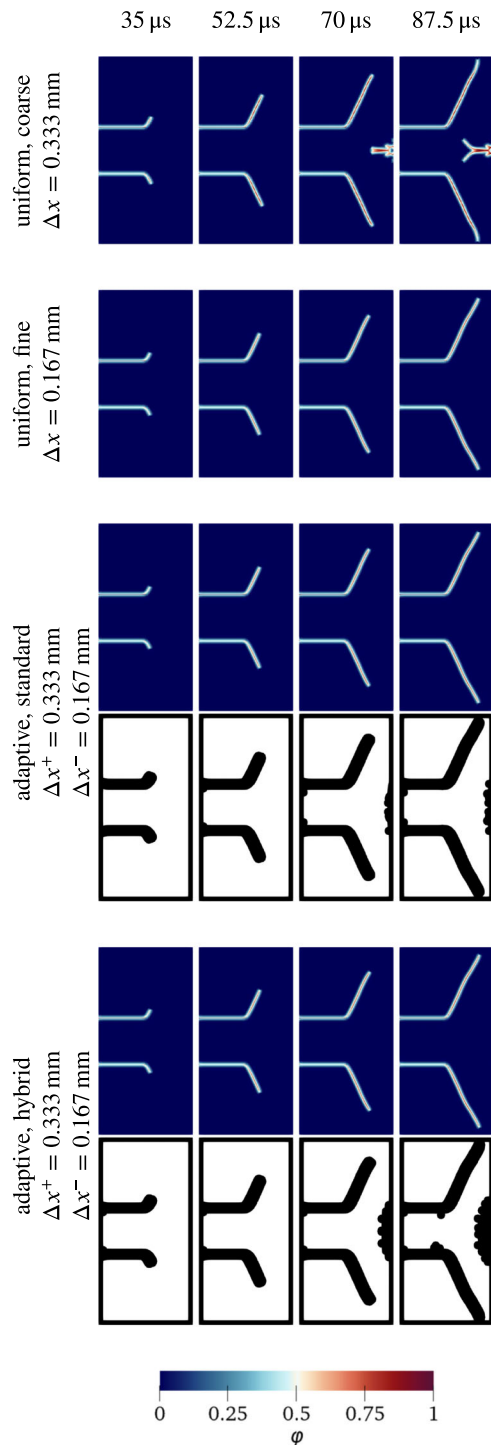 35 μs 52.5 μs 70 μs 87.5 μs
uniform, coarse
Δx = 0.333 mm
uniform, fine
Δx = 0.167 mm
adaptive, standard
Δx⁺ = 0.333 mm
Δx⁻ = 0.167 mm
adaptive, hybrid
Δx⁺ = 0.333 mm
Δx⁻ = 0.167 mm
0 0.25 0.5 0.75 1
φ